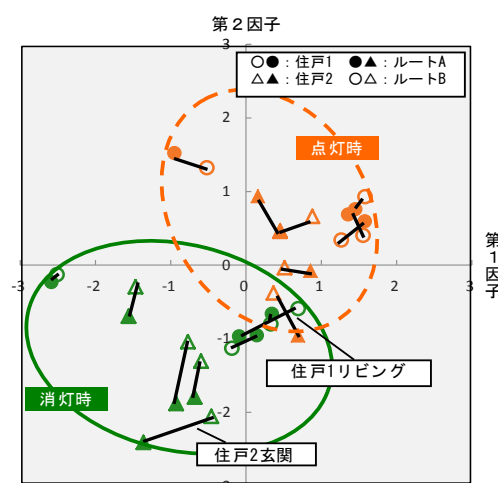 第２因子
3
○●：住戸1　●▲：ルートA
△▲：住戸2　○△：ルートB
2
点灯時
1
第1因子
0
-3 -2 -1 0 1 2 3
-1
住戸1リビング
消灯時
-2
住戸2玄関
-3